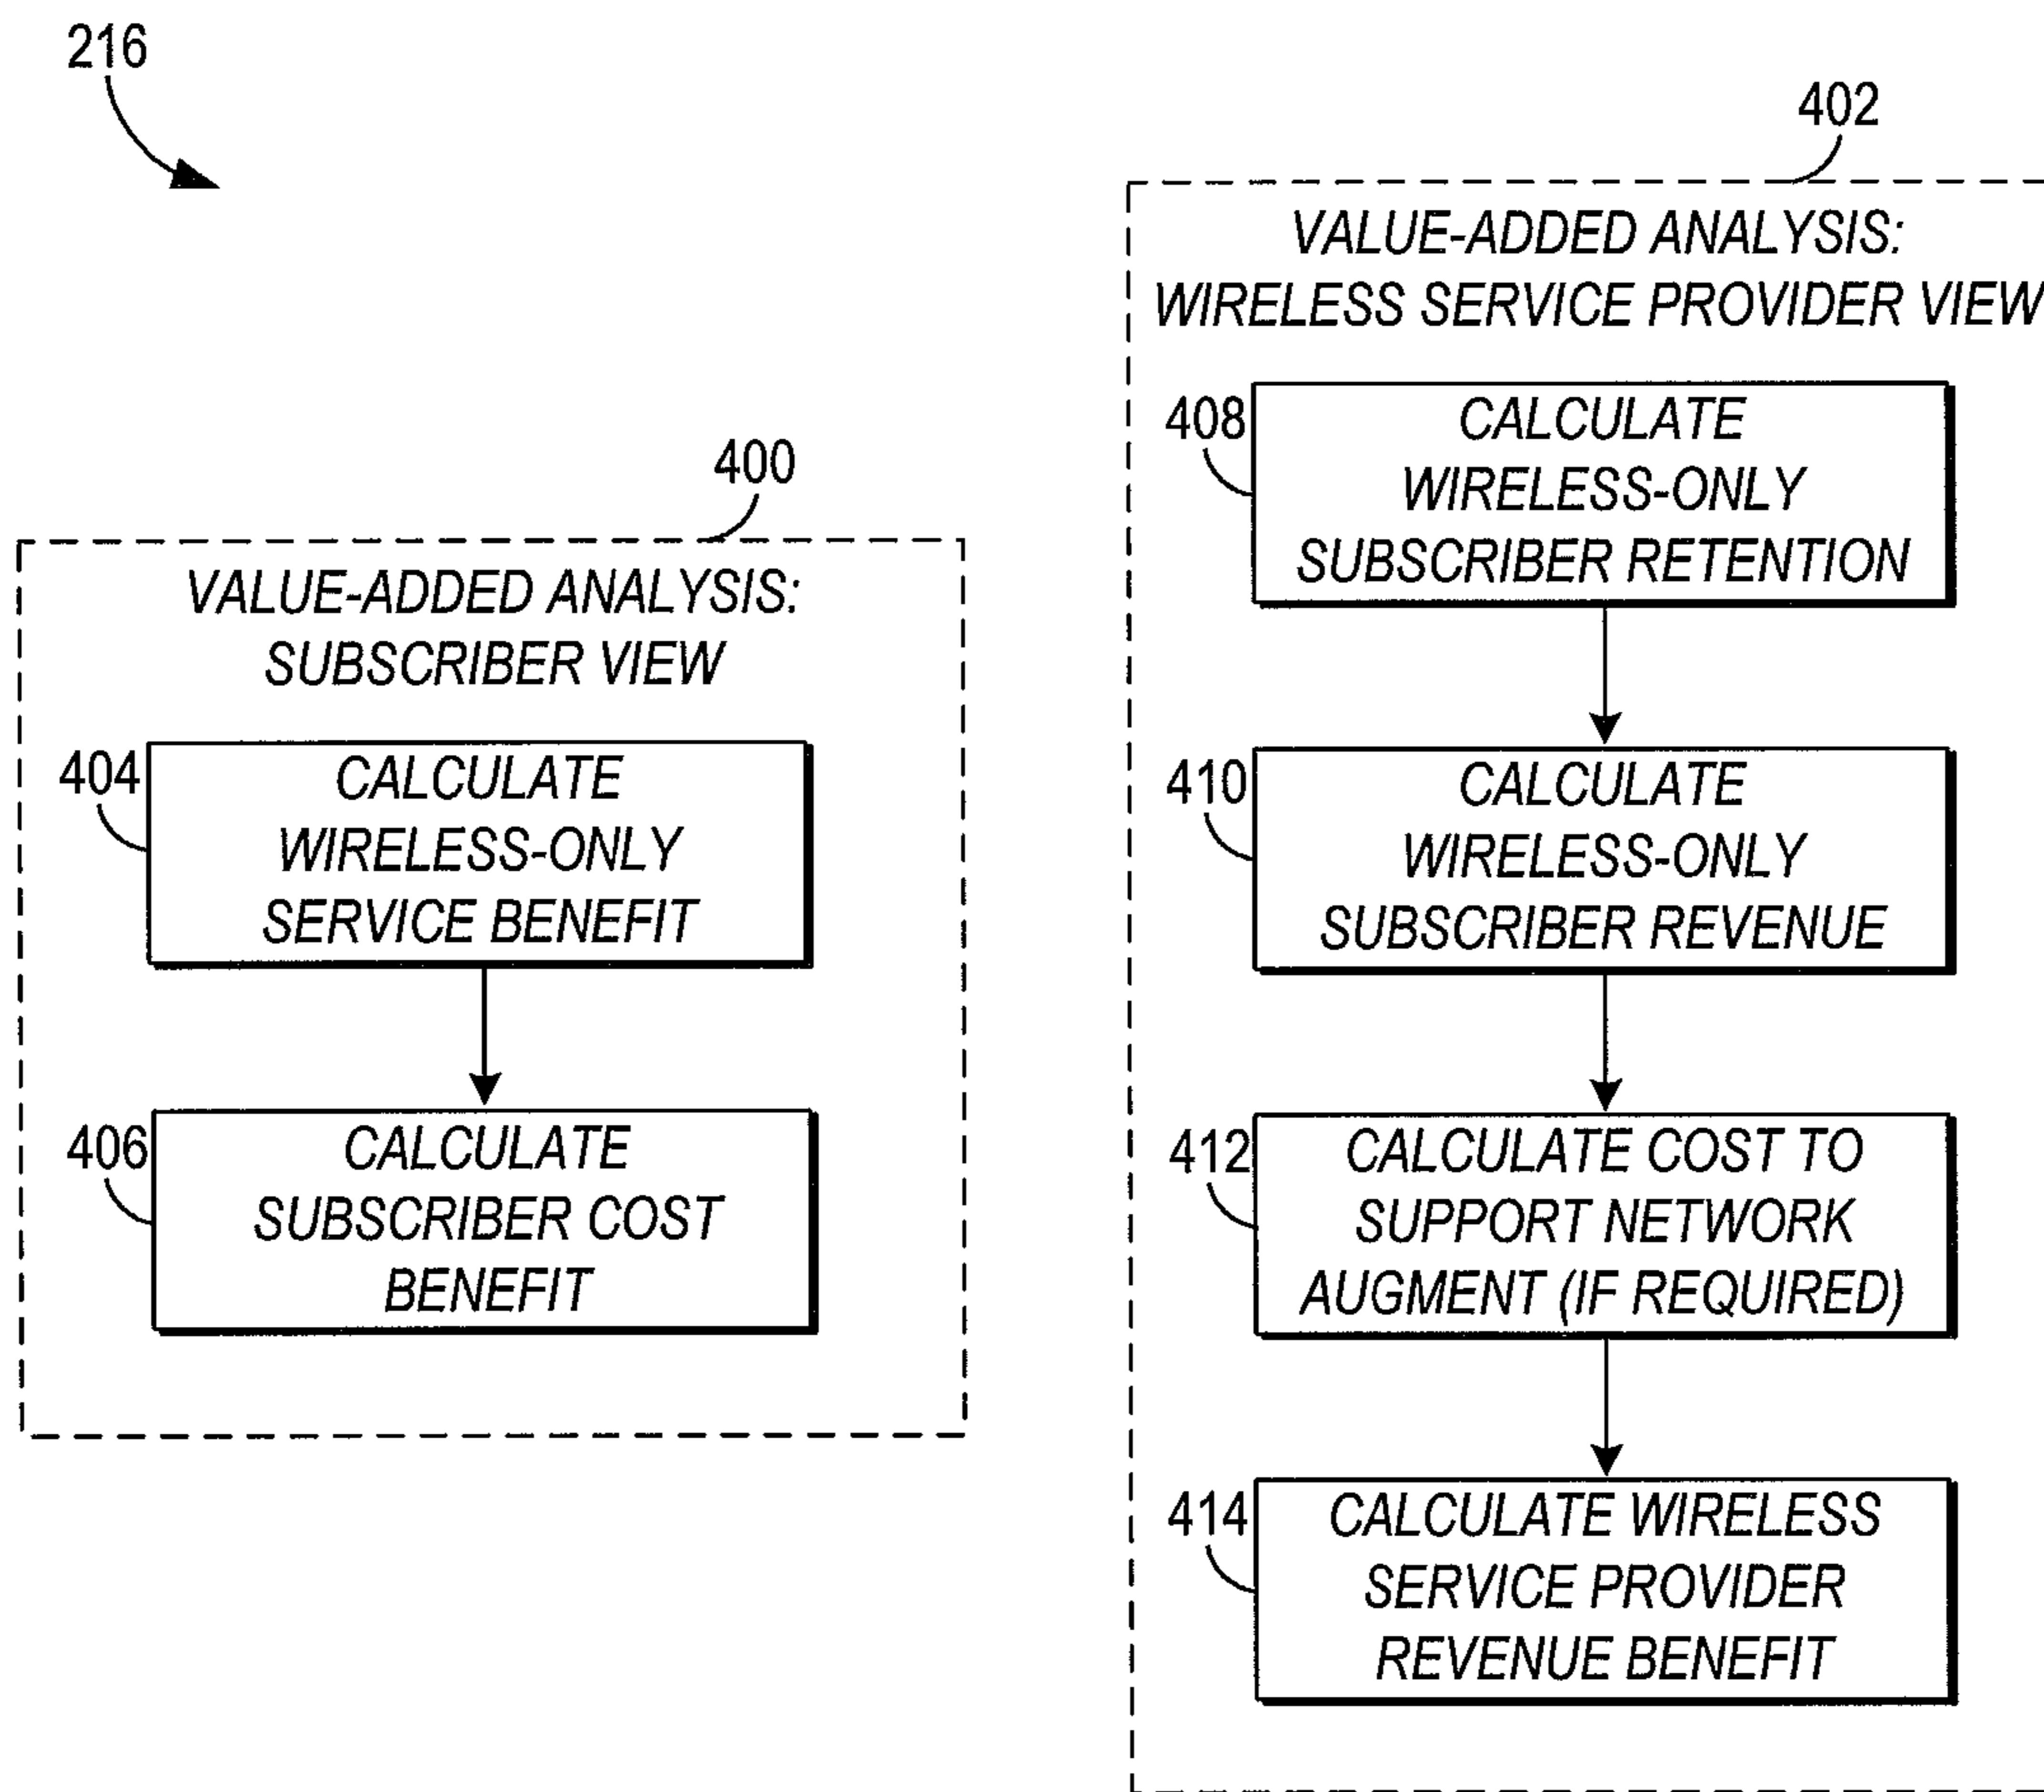 216
400
VALUE-ADDED ANALYSIS:
SUBSCRIBER VIEW
404
CALCULATE
WIRELESS-ONLY
SERVICE BENEFIT
406
CALCULATE
SUBSCRIBER COST
BENEFIT
402
VALUE-ADDED ANALYSIS:
WIRELESS SERVICE PROVIDER VIEW
408
CALCULATE
WIRELESS-ONLY
SUBSCRIBER RETENTION
410
CALCULATE
WIRELESS-ONLY
SUBSCRIBER REVENUE
412
CALCULATE COST TO
SUPPORT NETWORK
AUGMENT (IF REQUIRED)
414
CALCULATE WIRELESS
SERVICE PROVIDER
REVENUE BENEFIT